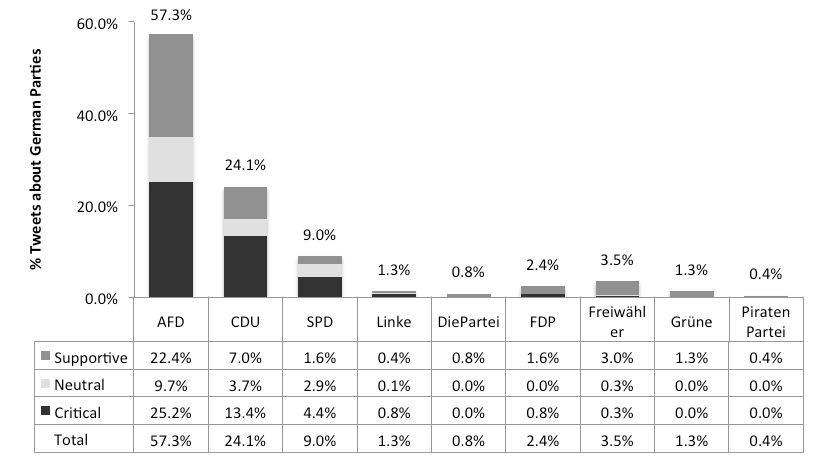 % Tweets about German Parties
60.0%
40.0%
20.0%
0.0%
57.3%
24.1%
9.0%
1.3%
0.8%
2.4%
3.5%
1.3%
0.4%
AFD CDU SPD Linke DiePartei FDP Freiwähl er Grüne Piraten Partei
Supportive 22.4% 7.0% 1.6% 0.4% 0.8% 1.6% 3.0% 1.3% 0.4%
Neutral 9.7% 3.7% 2.9% 0.1% 0.0% 0.0% 0.3% 0.0% 0.0%
Critical 25.2% 13.4% 4.4% 0.8% 0.0% 0.8% 0.3% 0.0% 0.0%
Total 57.3% 24.1% 9.0% 1.3% 0.8% 2.4% 3.5% 1.3% 0.4%